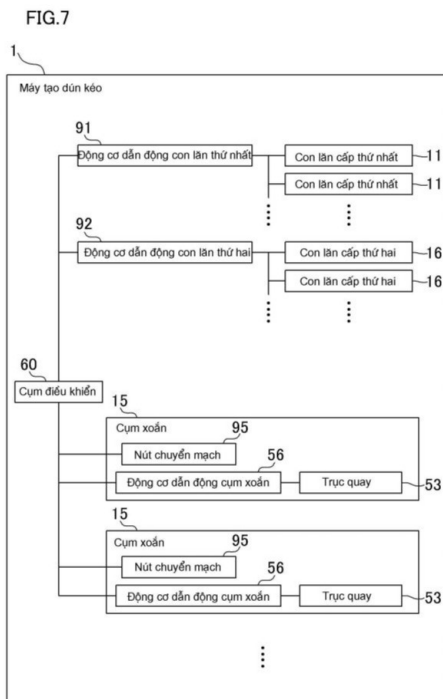 FIG.7
1
Máy tạo dún kéo
91
Động cơ dẫn động con lăn thứ nhất
Con lăn cấp thứ nhất
11
Con lăn cấp thứ nhất
11
92
Động cơ dẫn động con lăn thứ hai
Con lăn cấp thứ hai
16
Con lăn cấp thứ hai
16
60
Cụm điều khiển
15
Cụm xoắn
95
Nút chuyển mạch
56
Động cơ dẫn động cụm xoắn
Trục quay
53
15
Cụm xoắn
95
Nút chuyển mạch
56
Động cơ dẫn động cụm xoắn
Trục quay
53